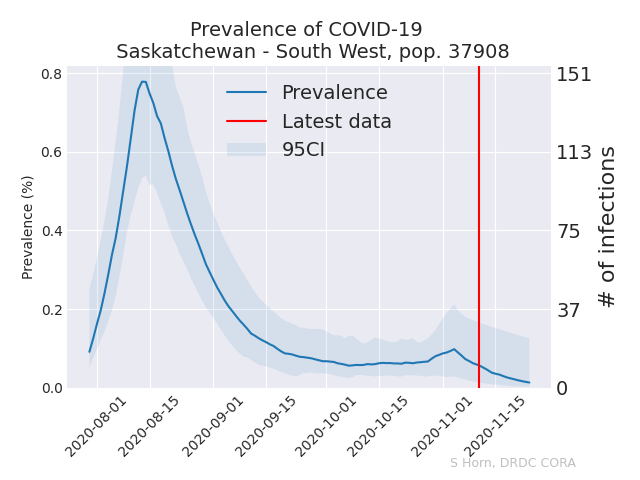 Prevalence of COVID-19
Saskatchewan - South West, pop. 37908
Prevalence
Latest data
95CI
0.8
0.6
0.4
0.2
0.0
Prevalence (%)
151
113
75
37
0
# of infections
2020-08-01
2020-08-15
2020-09-01
2020-09-15
2020-10-01
2020-10-15
2020-11-01
2020-11-15
S Horn, DRDC CORA